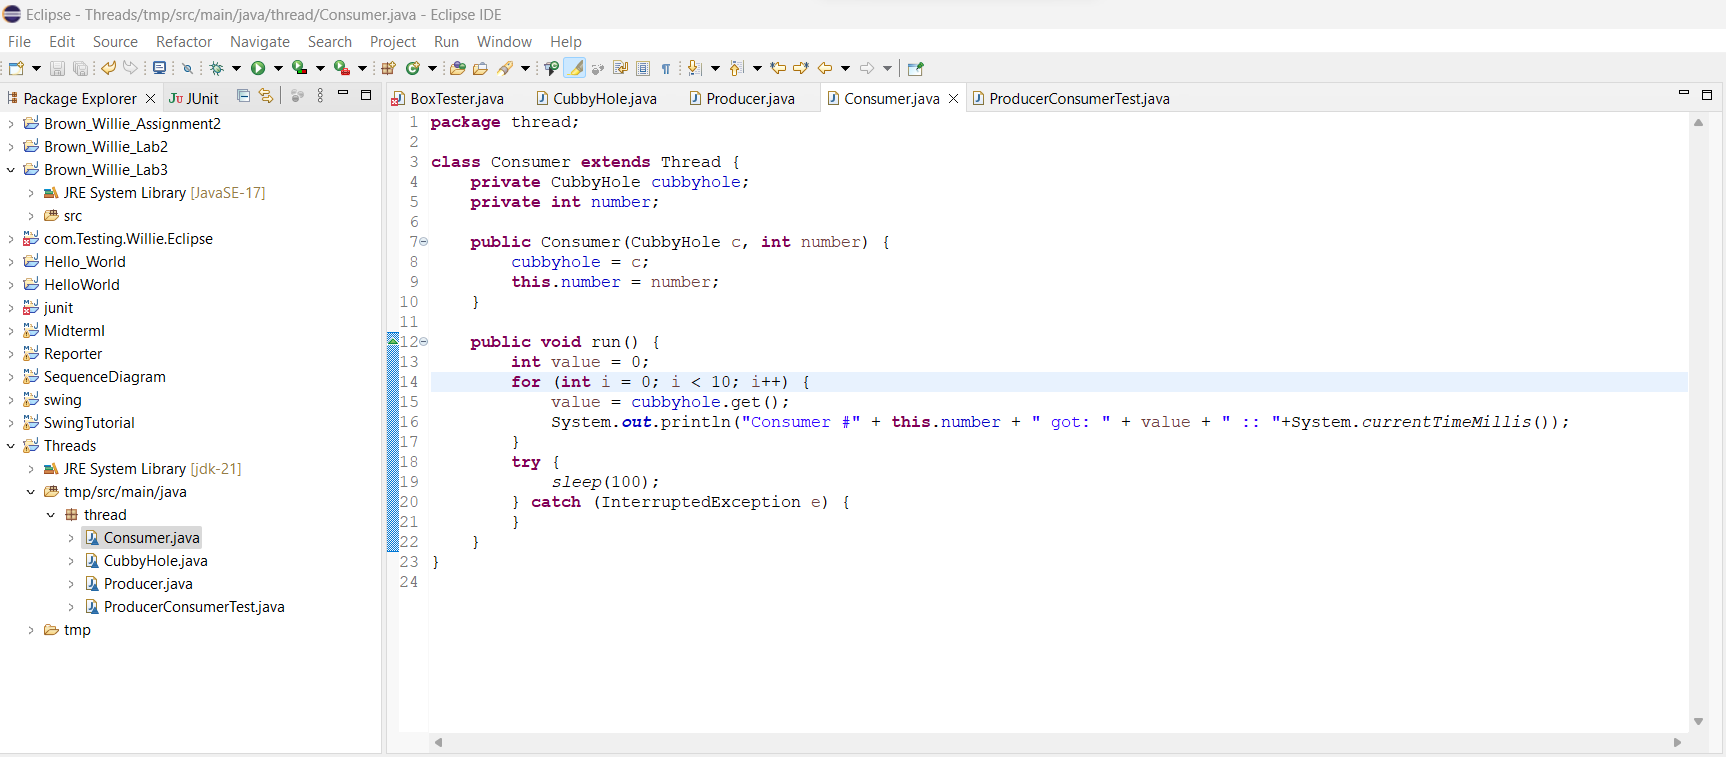 Eclipse - Threads/tmp/src/main/java/thread/Consumer.java - Eclipse IDE
File Edit Source Refactor Navigate Search Project Run Window Help
Package Explorer JUnit
Brown_Willie_Assignment2
Brown_Willie_Lab2
Brown_Willie_Lab3
JRE System Library [JavaSE-17]
src
com.Testing.Willie.Eclipse
Hello_World
HelloWorld
junit
MidtermI
Reporter
SequenceDiagram
swing
SwingTutorial
Threads
JRE System Library [jdk-21]
tmp/src/main/java
thread
Consumer.java
CubbyHole.java
Producer.java
ProducerConsumerTest.java
tmp
BoxTester.java CubbyHole.java Producer.java Consumer.java ProducerConsumerTest.java
1 package thread;
2
3 class Consumer extends Thread {
4     private CubbyHole cubbyhole;
5     private int number;
6
7     public Consumer(CubbyHole c, int number) {
8         cubbyhole = c;
9         this.number = number;
10     }
11
12     public void run() {
13         int value = 0;
14         for (int i = 0; i < 10; i++) {
15             value = cubbyhole.get();
16             System.out.println("Consumer #" + this.number + " got: " + value + " :: "+System.currentTimeMillis());
17         }
18         try {
19             sleep(100);
20         } catch (InterruptedException e) {
21         }
22     }
23 }
24